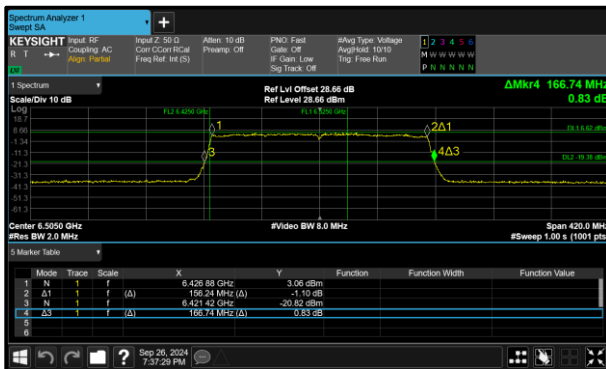 Spectrum Analyzer 1
Swept SA
KEYSIGHT Input: RF Input Z: 50 Ω Atten: 10 dB PNO: Fast #Avg Type: Voltage 1 2 3 4 5 6
R T Coupling: AC Corr CCorr RCal Preamp: Off Gate: Off Avg|Hold: 10/10 M W W W W W
Align: Partial Freq Ref: Int (S) IF Gain: Low Trig: Free Run P N N N N N
Sig Track: Off
1 Spectrum Ref Lvl Offset 28.66 dB ΔMkr4 166.74 MHz
Scale/Div 10 dB Ref Level 28.66 dBm 0.83 dB
Log
18.7 FL2 6.4250 GHz
8.66 1 2Δ1 DL1 6.62 dBm
-1.34
-11.3 3 4Δ3
-21.3 DL2 -19.38 dBm
-31.3
-41.3
-51.3
-61.3
Center 6.5050 GHz #Video BW 8.0 MHz Span 420.0 MHz
#Res BW 2.0 MHz #Sweep 1.00 s (1001 pts
5 Marker Table
Mode Trace Scale X Y Function Function Width Function Value
1 N 1 f 6.426 88 GHz 3.06 dBm
2 Δ1 1 f (Δ) 156.24 MHz (Δ) -1.10 dB
3 N 1 f 6.421 42 GHz -20.82 dBm
4 Δ3 1 f (Δ) 166.74 MHz (Δ) 0.83 dB
5
6
? Sep 26, 2024
7:37:29 PM